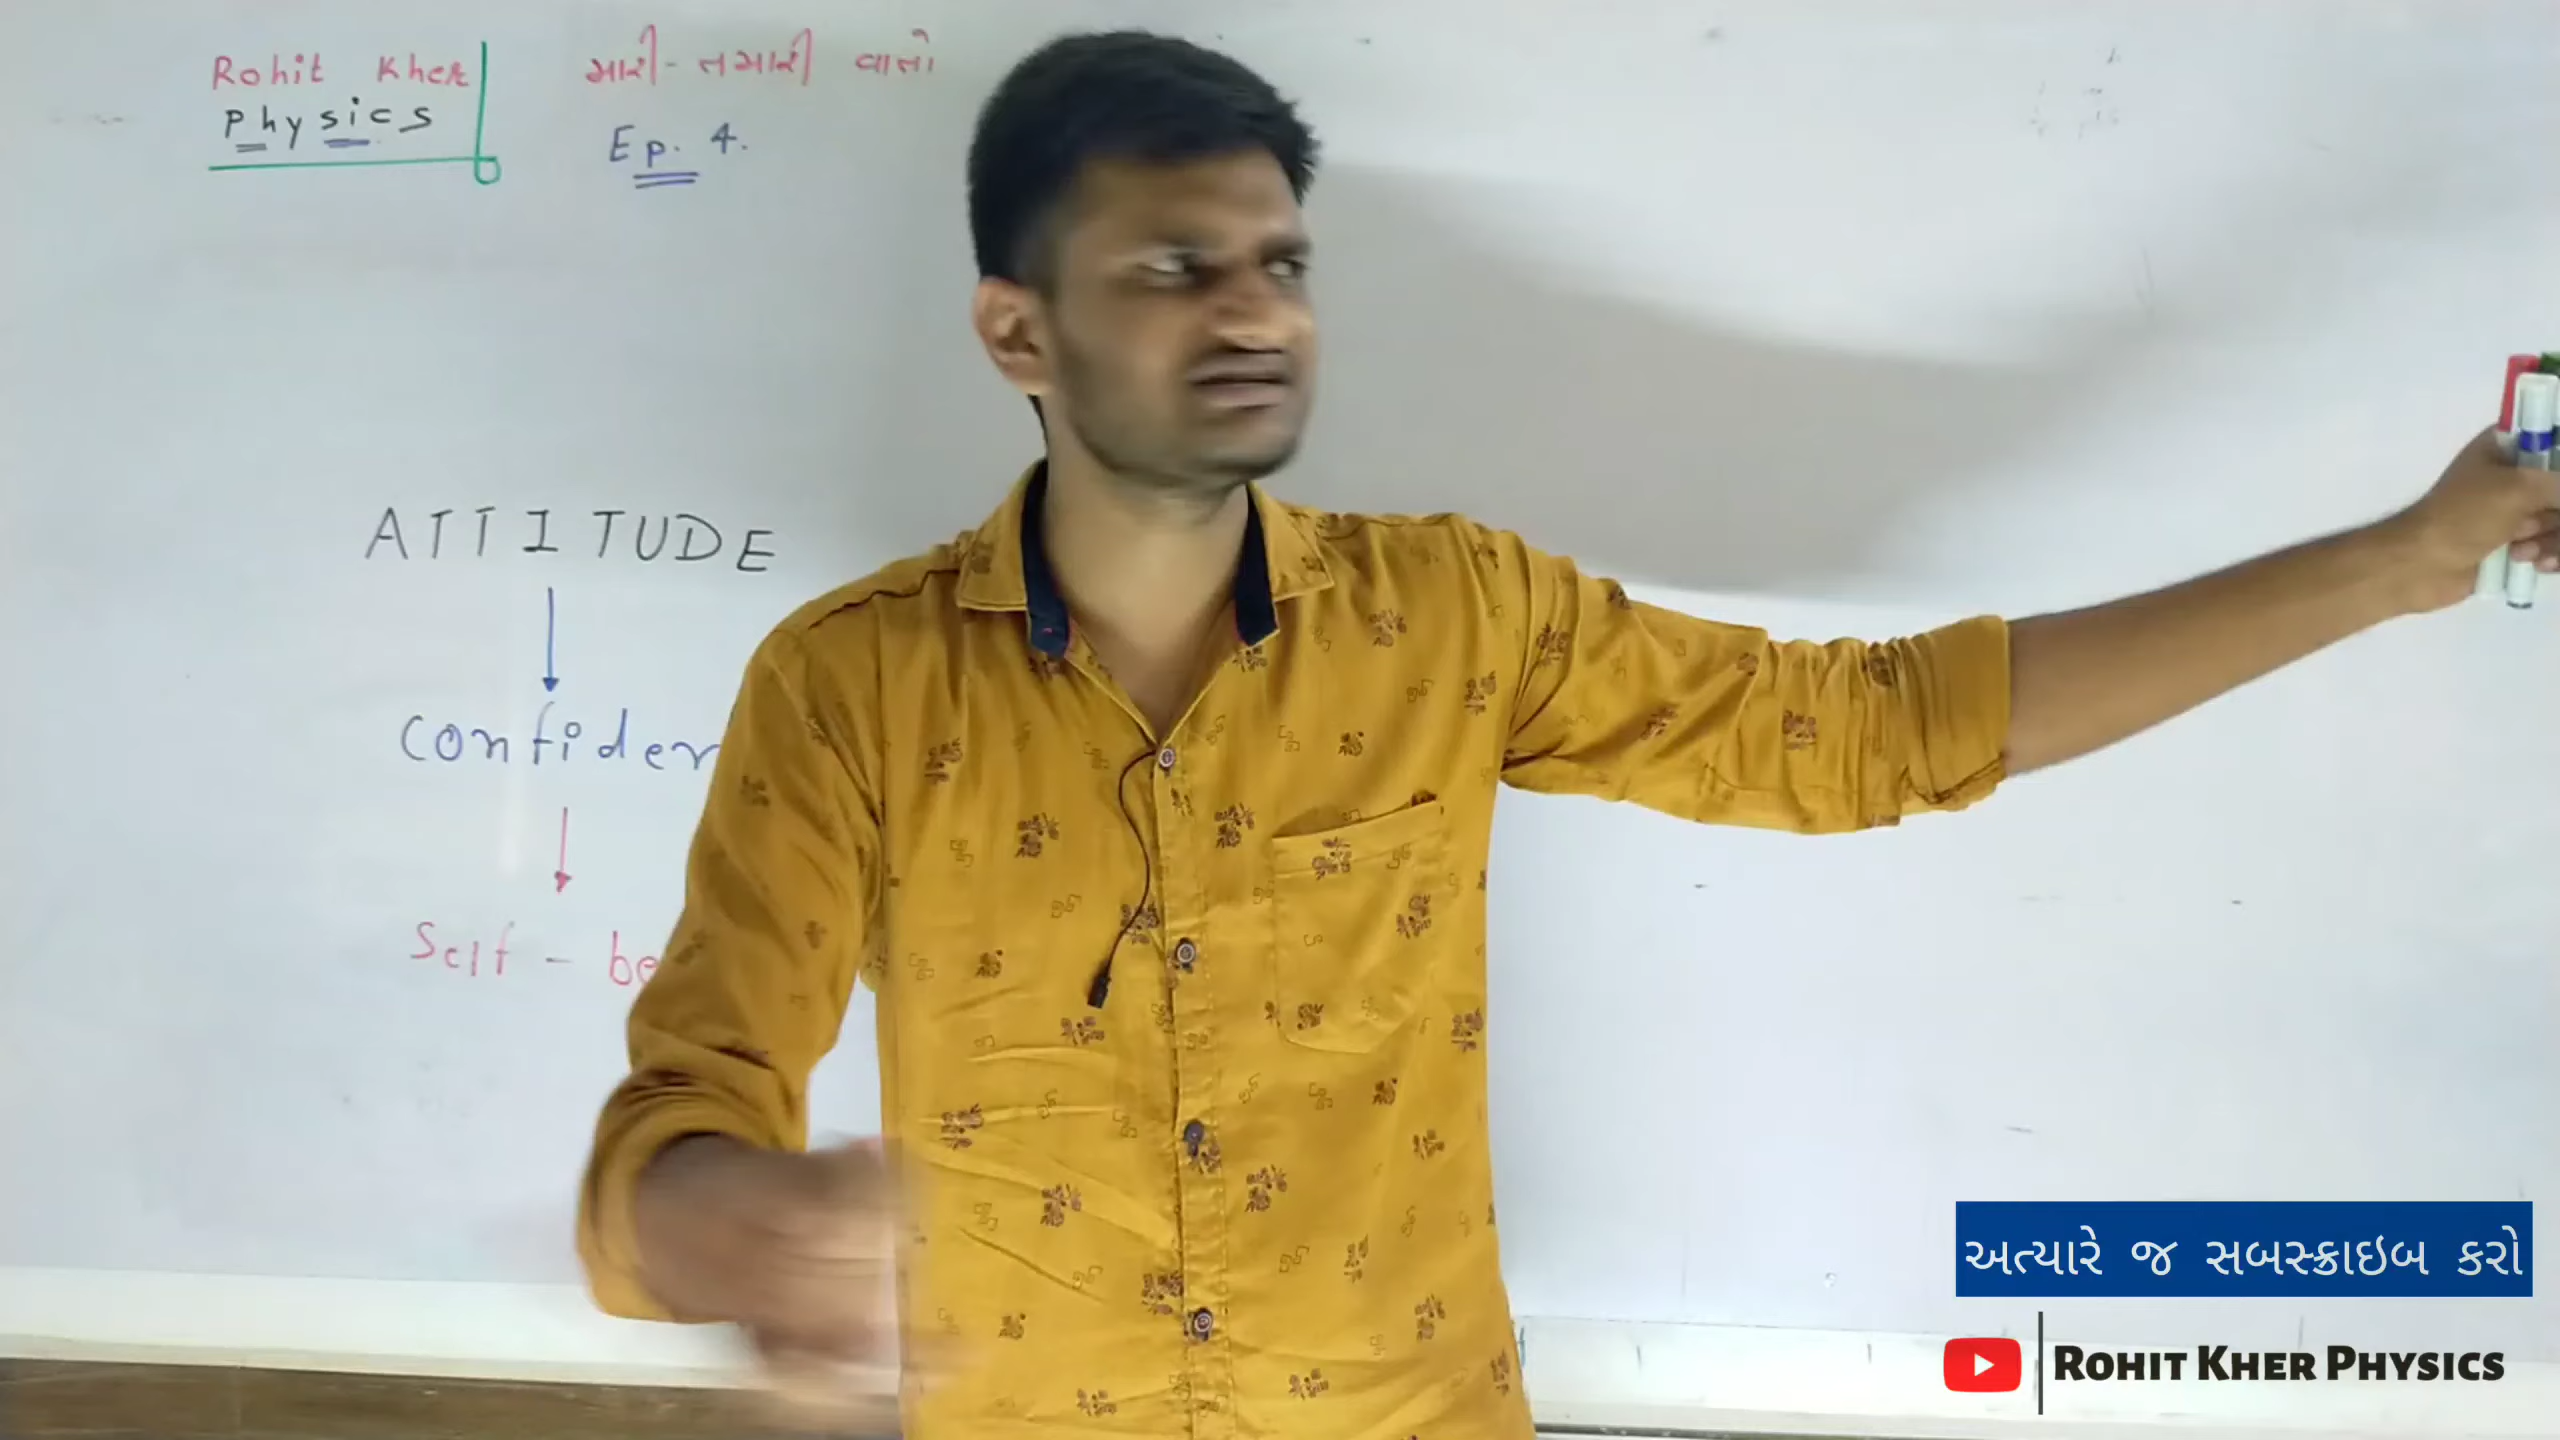 Rohit Kher
Physics
મારી-તમારી વાતો
Ep. 4.
ATTITUDE
Confiden
Self - be
અત્યારે જ સબસ્ક્રાઇબ કરો
ROHIT KHER PHYSICS